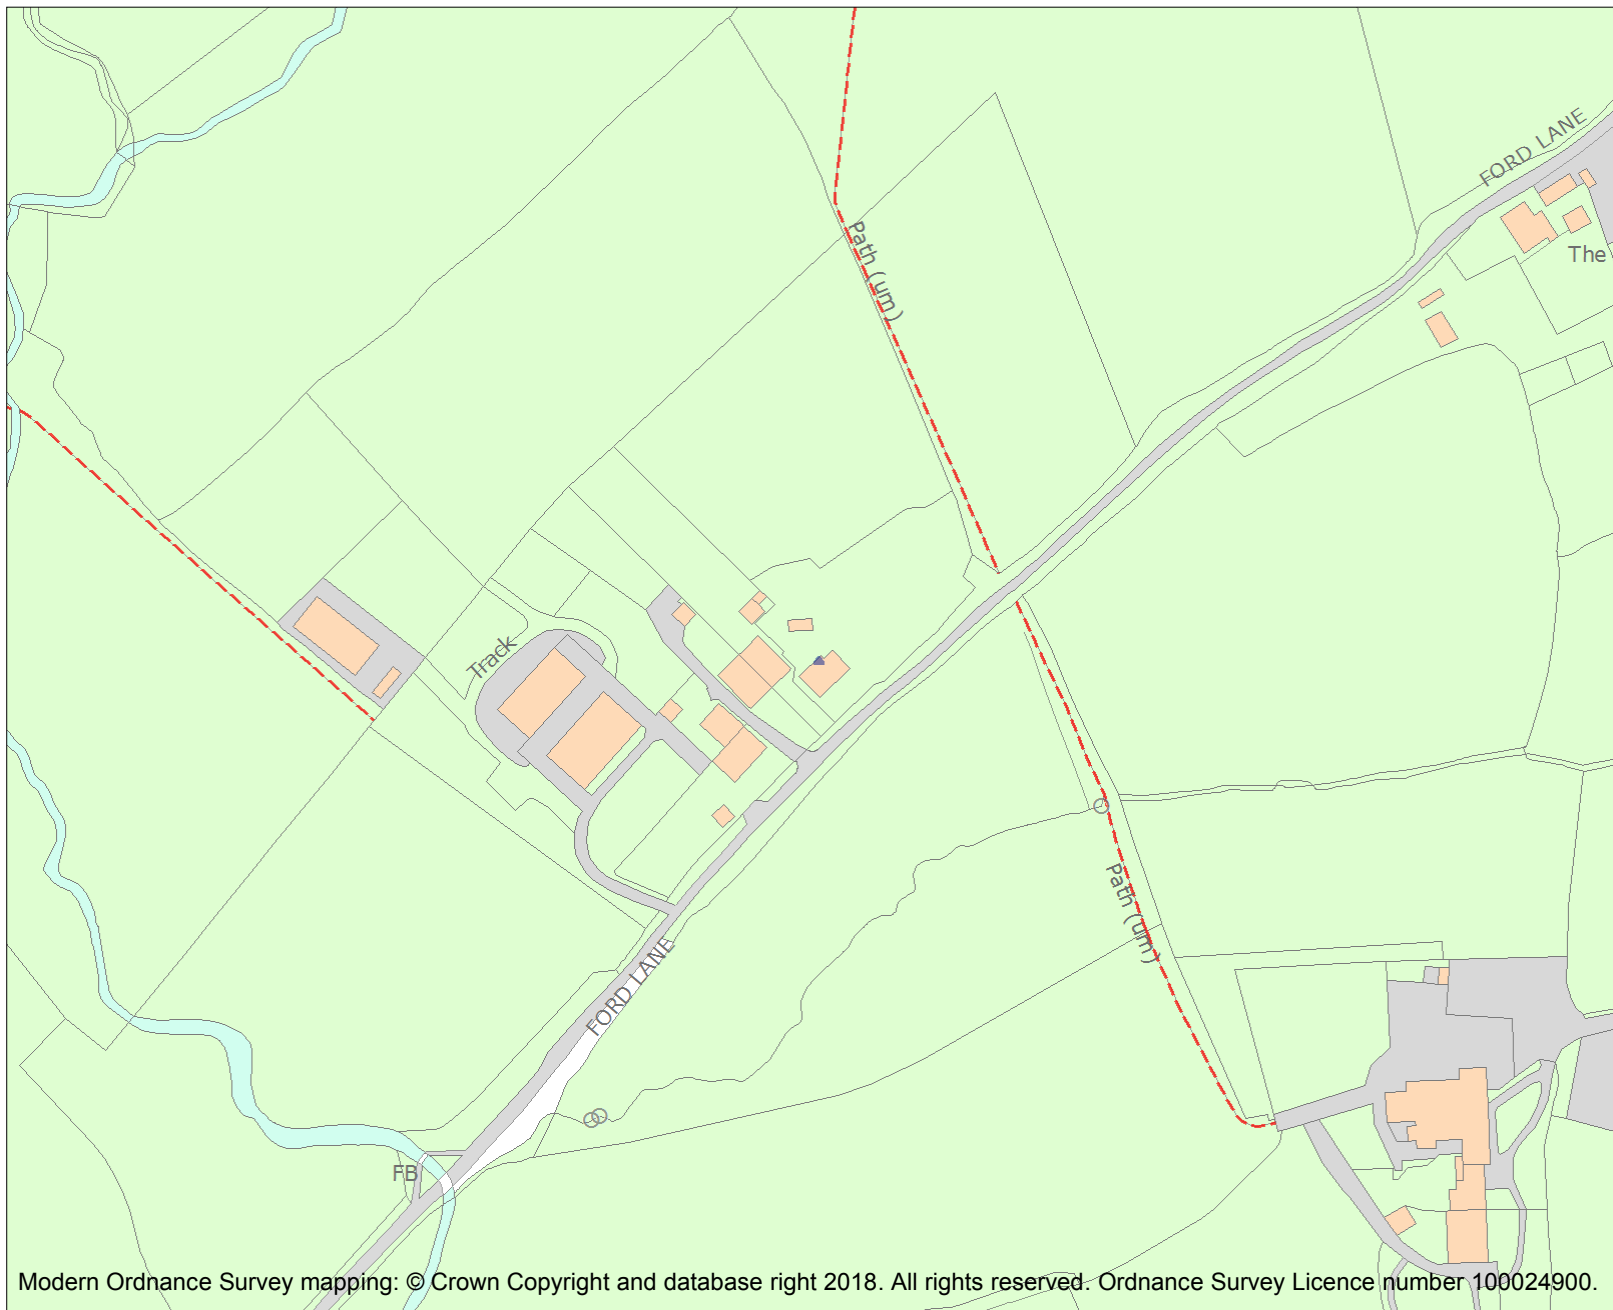 FORD LANE
Path (um)
The
Track
Path (um)
FORD LANE
FB
Modern Ordnance Survey mapping: © Crown Copyright and database right 2018. All rights reserved. Ordnance Survey Licence number 100024900.